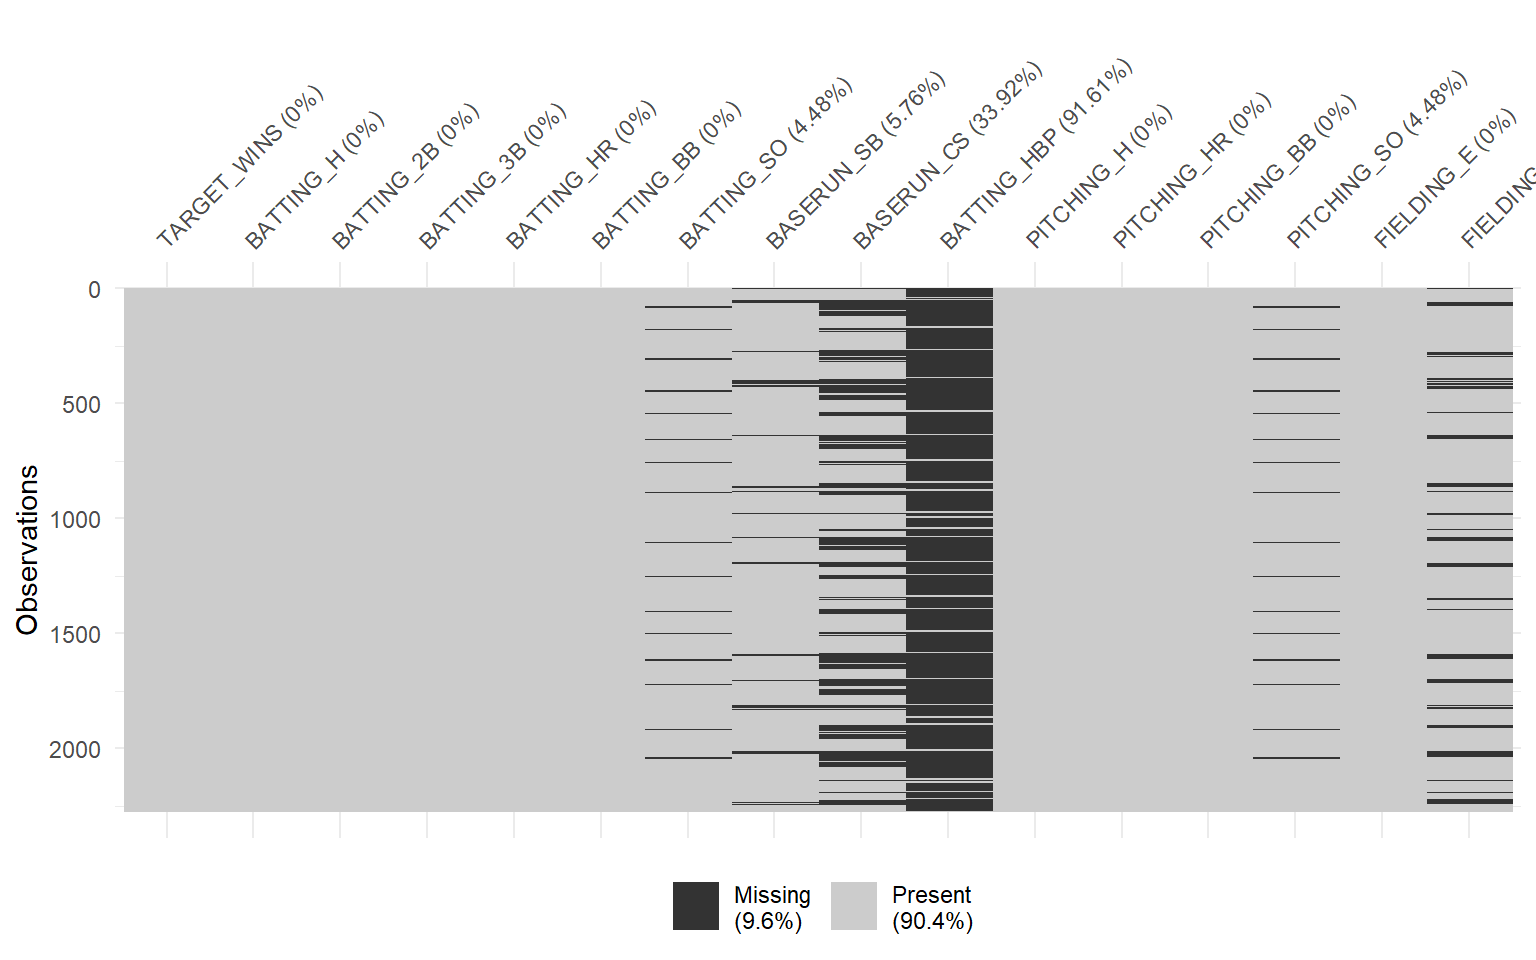 TARGET_WINS (0%)
BATTING_H (0%)
BATTING_2B (0%)
BATTING_3B (0%)
BATTING_HR (0%)
BATTING_BB (0%)
BATTING_SO (4.48%)
BASERUN_SB (5.76%)
BASERUN_CS (33.92%)
BATTING_HBP (91.61%)
PITCHING_H (0%)
PITCHING_HR (0%)
PITCHING_BB (0%)
PITCHING_SO (4.48%)
FIELDING_E (0%)
FIELDING
0
500
1000
1500
2000
Observations
Missing
(9.6%)
Present
(90.4%)